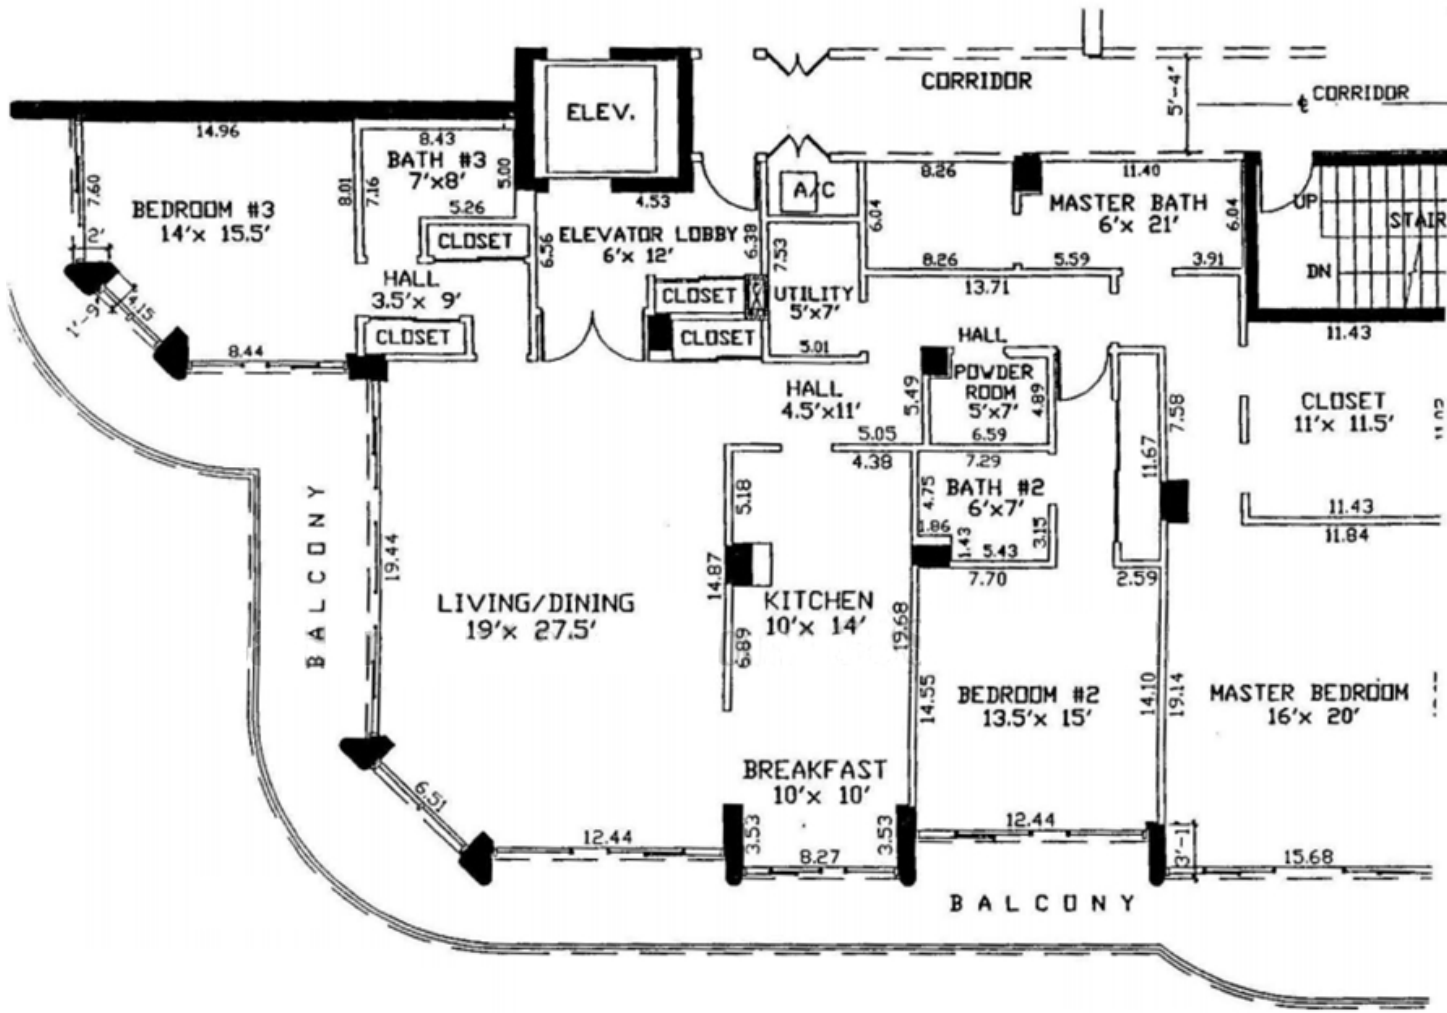 CORRIDOR
5'-4"
¢ CORRIDOR
ELEV.
14.96
8.43
BATH #3
7'x8'
5.00
7.60
8.01
7.16
BEDROOM #3
14'x 15.5'
5.26
CLOSET
2'
4.15
1'-9"
HALL
3.5'x 9'
CLOSET
8.44
4.53
ELEVATOR LOBBY
6'x 12'
6.56
6.38
CLOSET
CLOSET
A/C
7.53
UTILITY
5'x7'
5.01
8.26
6.04
8.26
11.40
MASTER BATH
6'x 21'
6.04
5.59
3.91
13.71
UP
STAIR
DN
11.43
HALL
HALL
4.5'x11'
5.49
POWDER
ROOM
5'x7'
4.89
6.59
7.29
5.05
4.38
11.67
7.58
CLOSET
11'x 11.5'
11.43
11.84
BATH #2
6'x7'
4.75
1.86
1.43
5.43
3.15
7.70
2.59
BALCONY
19.44
LIVING/DINING
19'x 27.5'
5.18
14.87
6.89
KITCHEN
10'x 14'
19.68
14.55
BEDROOM #2
13.5'x 15'
14.10
19.14
MASTER BEDROOM
16'x 20'
6.51
12.44
BREAKFAST
10'x 10'
3.53
3.53
8.27
12.44
3'-1"
15.68
BALCONY